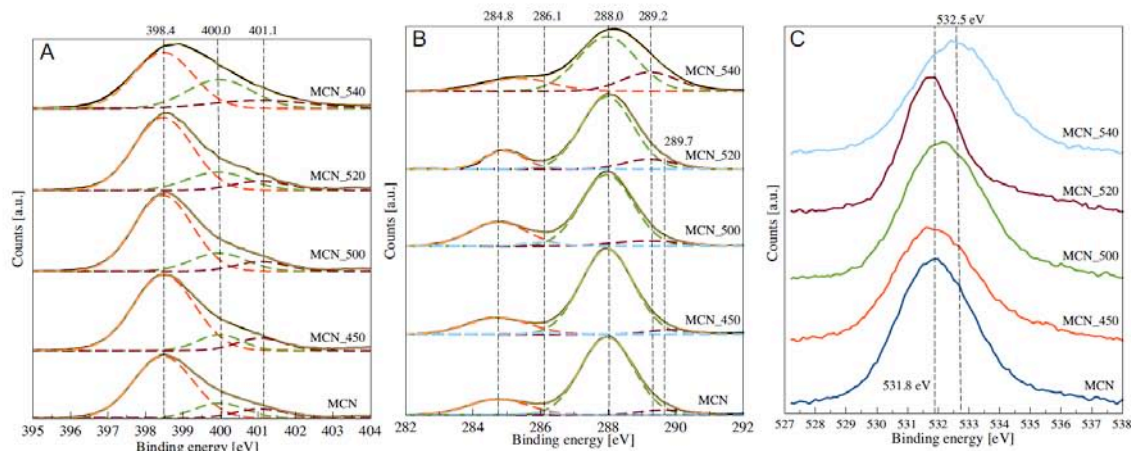 A
398.4 400.0 401.1
MCN_540
MCN_520
MCN_500
MCN_450
MCN
395 396 397 398 399 400 401 402 403 404
Binding energy [eV]
Counts [a.u.]
B
284.8 286.1 288.0 289.2
MCN_540
289.7
MCN_520
MCN_500
MCN_450
MCN
282 284 286 288 290 292
Binding energy [eV]
Counts [a.u.]
C
532.5 eV
MCN_540
MCN_520
MCN_500
MCN_450
531.8 eV
MCN
527 528 529 530 531 532 533 534 535 536 537 538
Binding energy [eV]